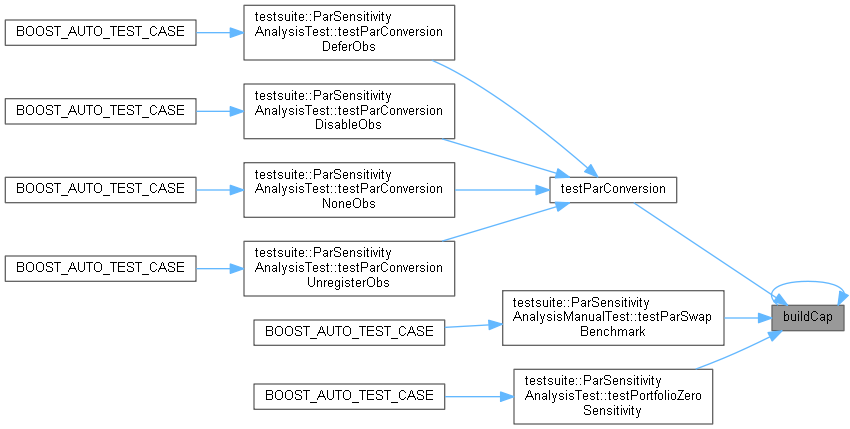 BOOST_AUTO_TEST_CASE
testsuite::ParSensitivity
AnalysisTest::testParConversion
DeferObs
BOOST_AUTO_TEST_CASE
testsuite::ParSensitivity
AnalysisTest::testParConversion
DisableObs
BOOST_AUTO_TEST_CASE
testsuite::ParSensitivity
AnalysisTest::testParConversion
NoneObs
testParConversion
BOOST_AUTO_TEST_CASE
testsuite::ParSensitivity
AnalysisTest::testParConversion
UnregisterObs
BOOST_AUTO_TEST_CASE
testsuite::ParSensitivity
AnalysisManualTest::testParSwap
Benchmark
buildCap
BOOST_AUTO_TEST_CASE
testsuite::ParSensitivity
AnalysisTest::testPortfolioZero
Sensitivity